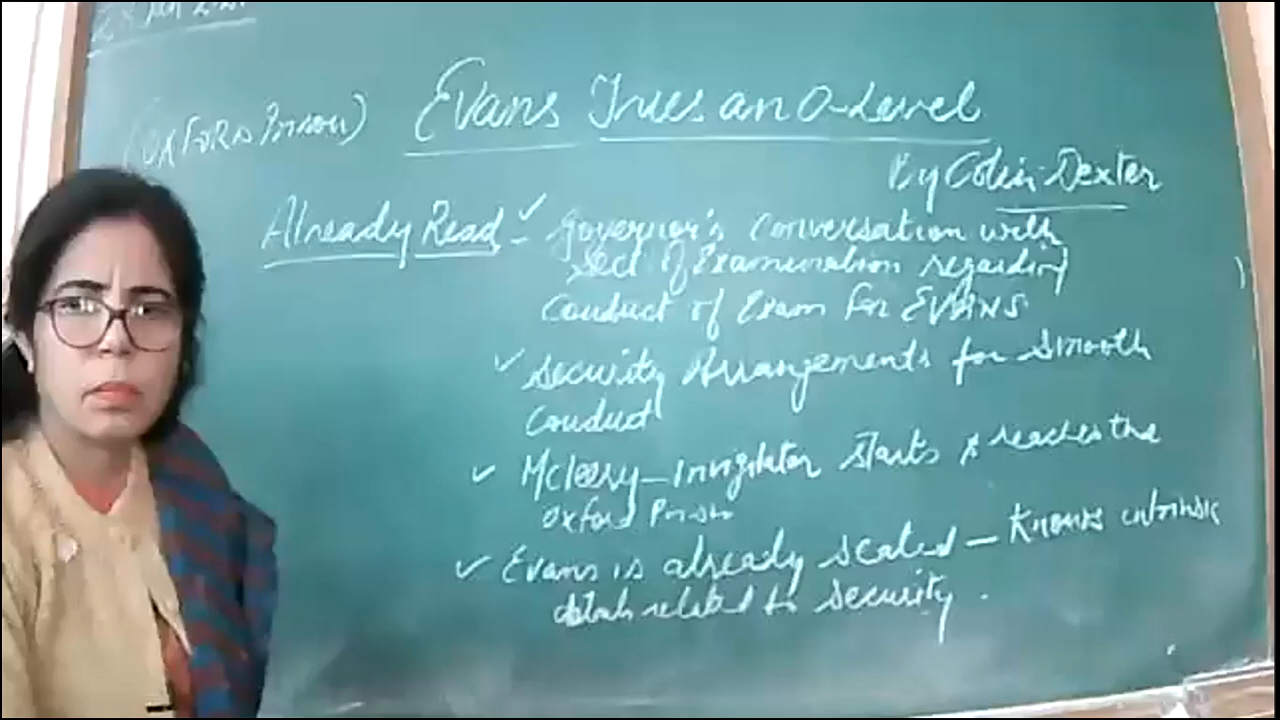 (OXFORD Prison) Evans Tries an O-Level
By Colin Dexter
Already Read - ✓ Governor's conversation with
Sect of Examination regarding
Conduct of Exam for EVANS
✓ Security Arrangements for smooth
Conduct
✓ McLeery - Invigilator starts & reaches the
Oxford Prison
✓ Evans is already seated - Knows intrinsic
details related to security.